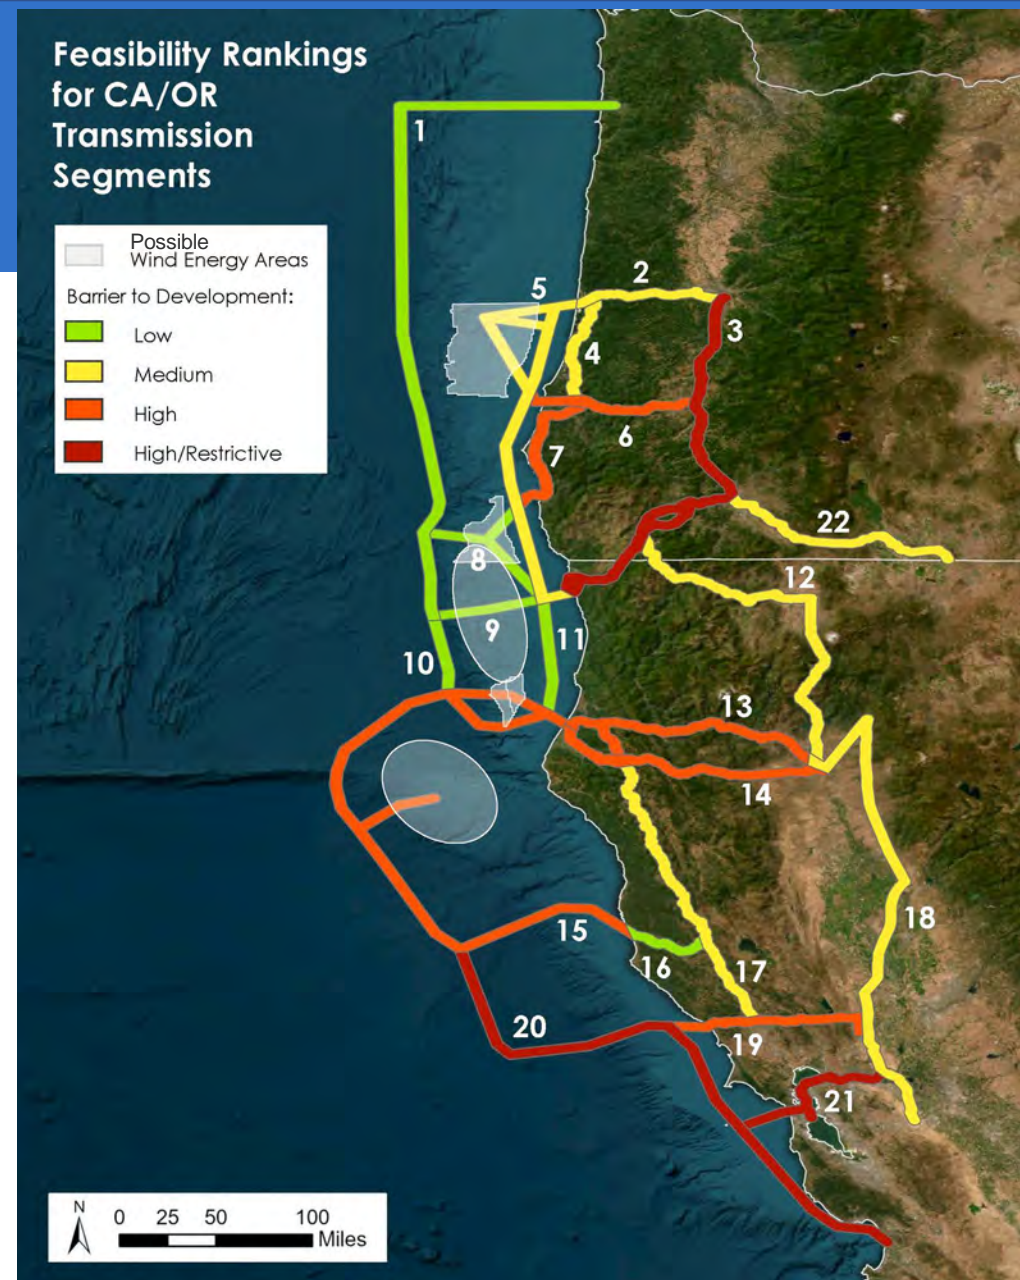 Feasibility Rankings
for CA/OR
Transmission
Segments
Possible
Wind Energy Areas
Barrier to Development:
Low
Medium
High
High/Restrictive
1
2
5
3
4
6
7
22
8
12
9
11
10
13
14
18
15
16
17
20
19
21
N
0 25 50 100
Miles